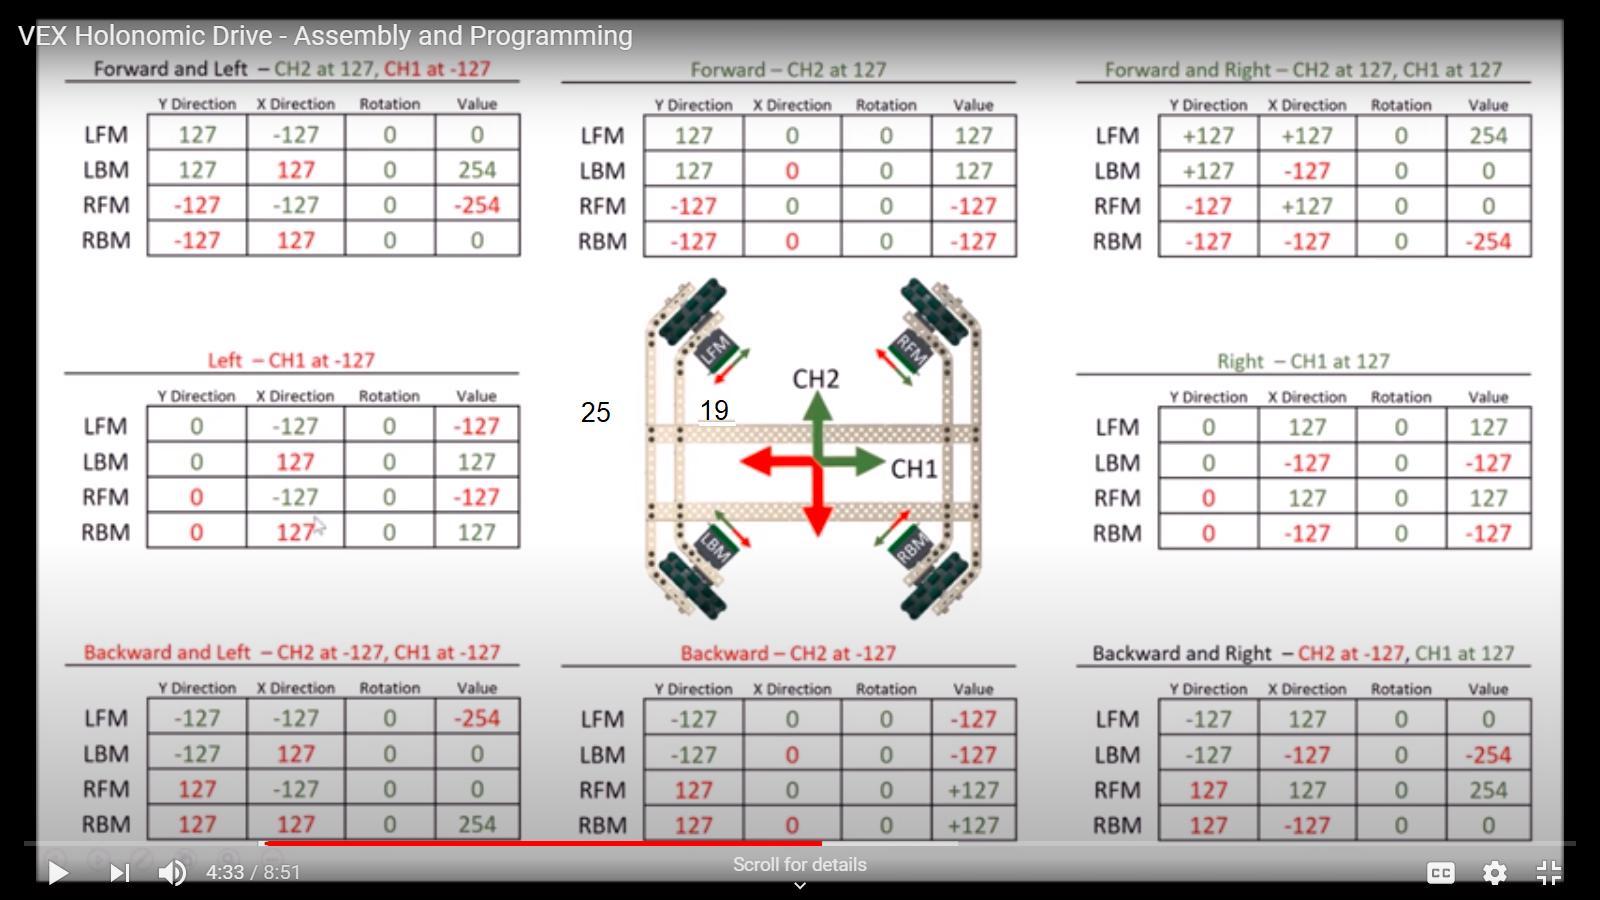 VEX Holonomic Drive - Assembly and Programming
Forward and Left – CH2 at 127, CH1 at -127
Y Direction X Direction Rotation Value
LFM 127 -127 0 0
LBM 127 127 0 254
RFM -127 -127 0 -254
RBM -127 127 0 0
Forward – CH2 at 127
Y Direction X Direction Rotation Value
LFM 127 0 0 127
LBM 127 0 0 127
RFM -127 0 0 -127
RBM -127 0 0 -127
Forward and Right – CH2 at 127, CH1 at 127
Y Direction X Direction Rotation Value
LFM +127 +127 0 254
LBM +127 -127 0 0
RFM -127 +127 0 0
RBM -127 -127 0 -254
Left – CH1 at -127
Y Direction X Direction Rotation Value
LFM 0 -127 0 -127
LBM 0 127 0 127
RFM 0 -127 0 -127
RBM 0 127 0 127
LFM
RFM
CH2
25
19
CH1
LBM
RBM
Right – CH1 at 127
Y Direction X Direction Rotation Value
LFM 0 127 0 127
LBM 0 -127 0 -127
RFM 0 127 0 127
RBM 0 -127 0 -127
Backward and Left – CH2 at -127, CH1 at -127
Y Direction X Direction Rotation Value
LFM -127 -127 0 -254
LBM -127 127 0 0
RFM 127 -127 0 0
RBM 127 127 0 254
Backward – CH2 at -127
Y Direction X Direction Rotation Value
LFM -127 0 0 -127
LBM -127 0 0 -127
RFM 127 0 0 +127
RBM 127 0 0 +127
Backward and Right – CH2 at -127, CH1 at 127
Y Direction X Direction Rotation Value
LFM -127 127 0 0
LBM -127 -127 0 -254
RFM 127 127 0 254
RBM 127 -127 0 0
4:33 / 8:51
Scroll for details
CC